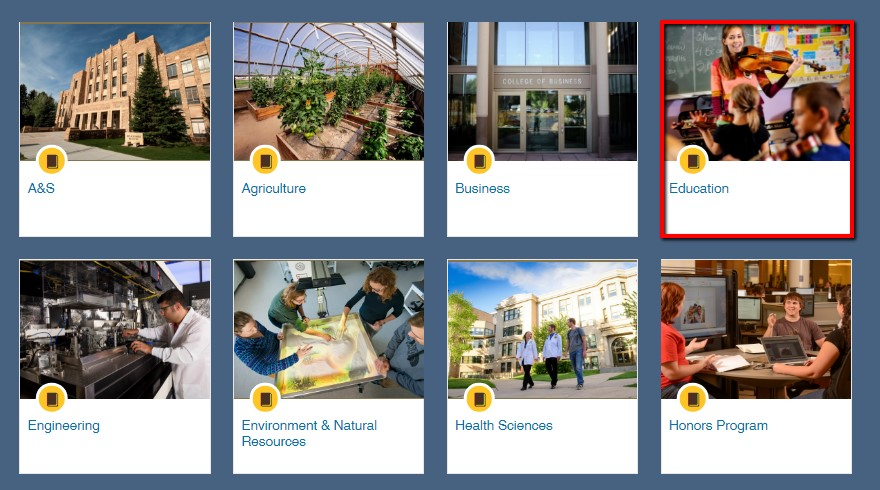 COLLEGE OF BUSINESS
A&S
Agriculture
Business
Education
Engineering
Environment & Natural
Resources
Health Sciences
Honors Program